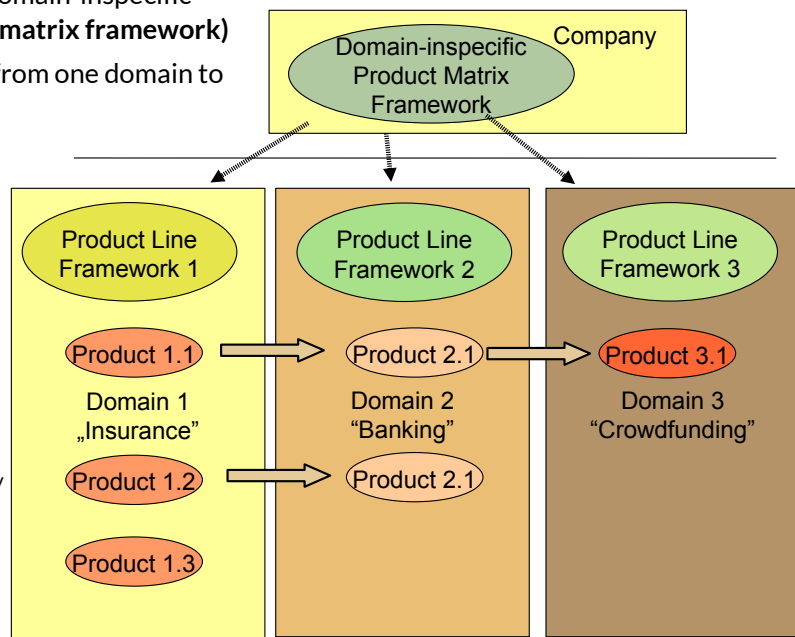 omain-inspecific
matrix framework)
from one domain to
Company
Domain-inspecific
Product Matrix
Framework
Product Line
Framework 1
Product Line
Framework 2
Product Line
Framework 3
Product 1.1
Product 2.1
Product 3.1
Domain 1
„Insurance”
Domain 2
“Banking”
Domain 3
“Crowdfunding”
Product 1.2
Product 2.1
Product 1.3